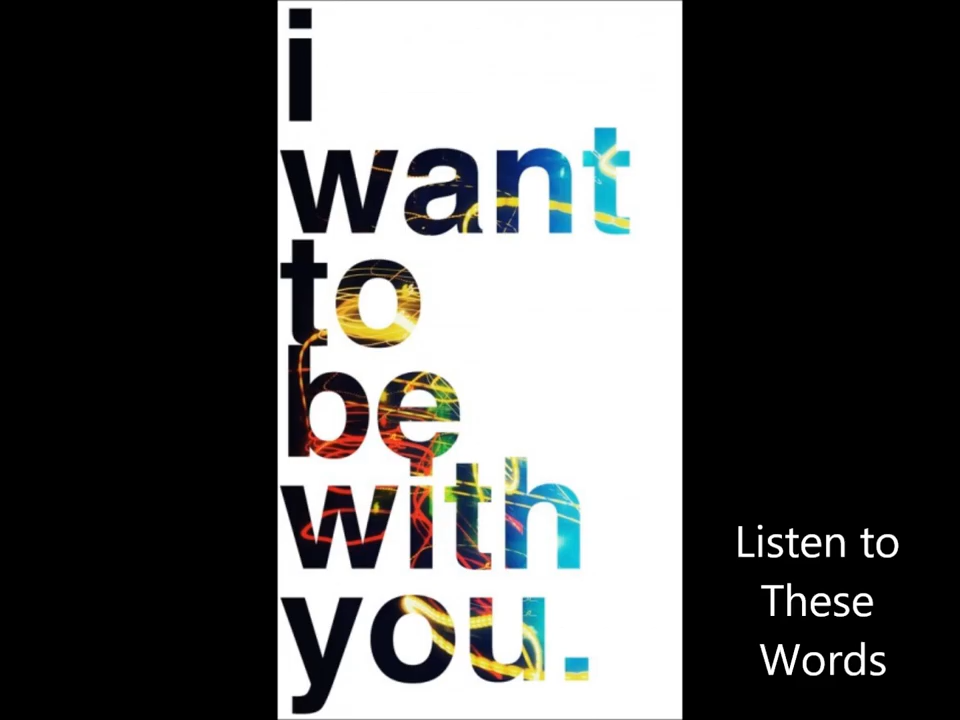 i
want
to
be
with
you.
Listen to
These
Words